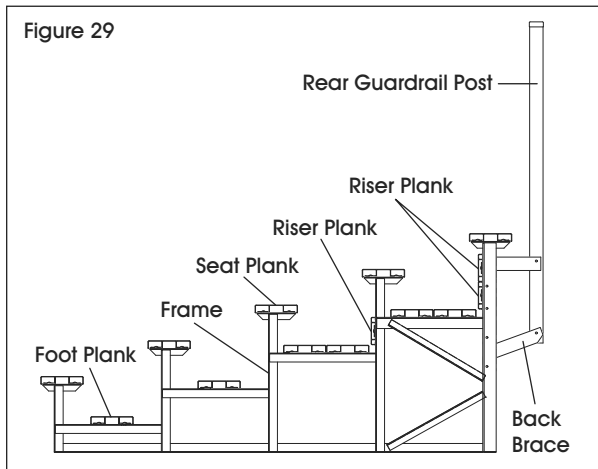 Figure 29
Rear Guardrail Post
Riser Plank
Riser Plank
Seat Plank
Frame
Foot Plank
Back
Brace